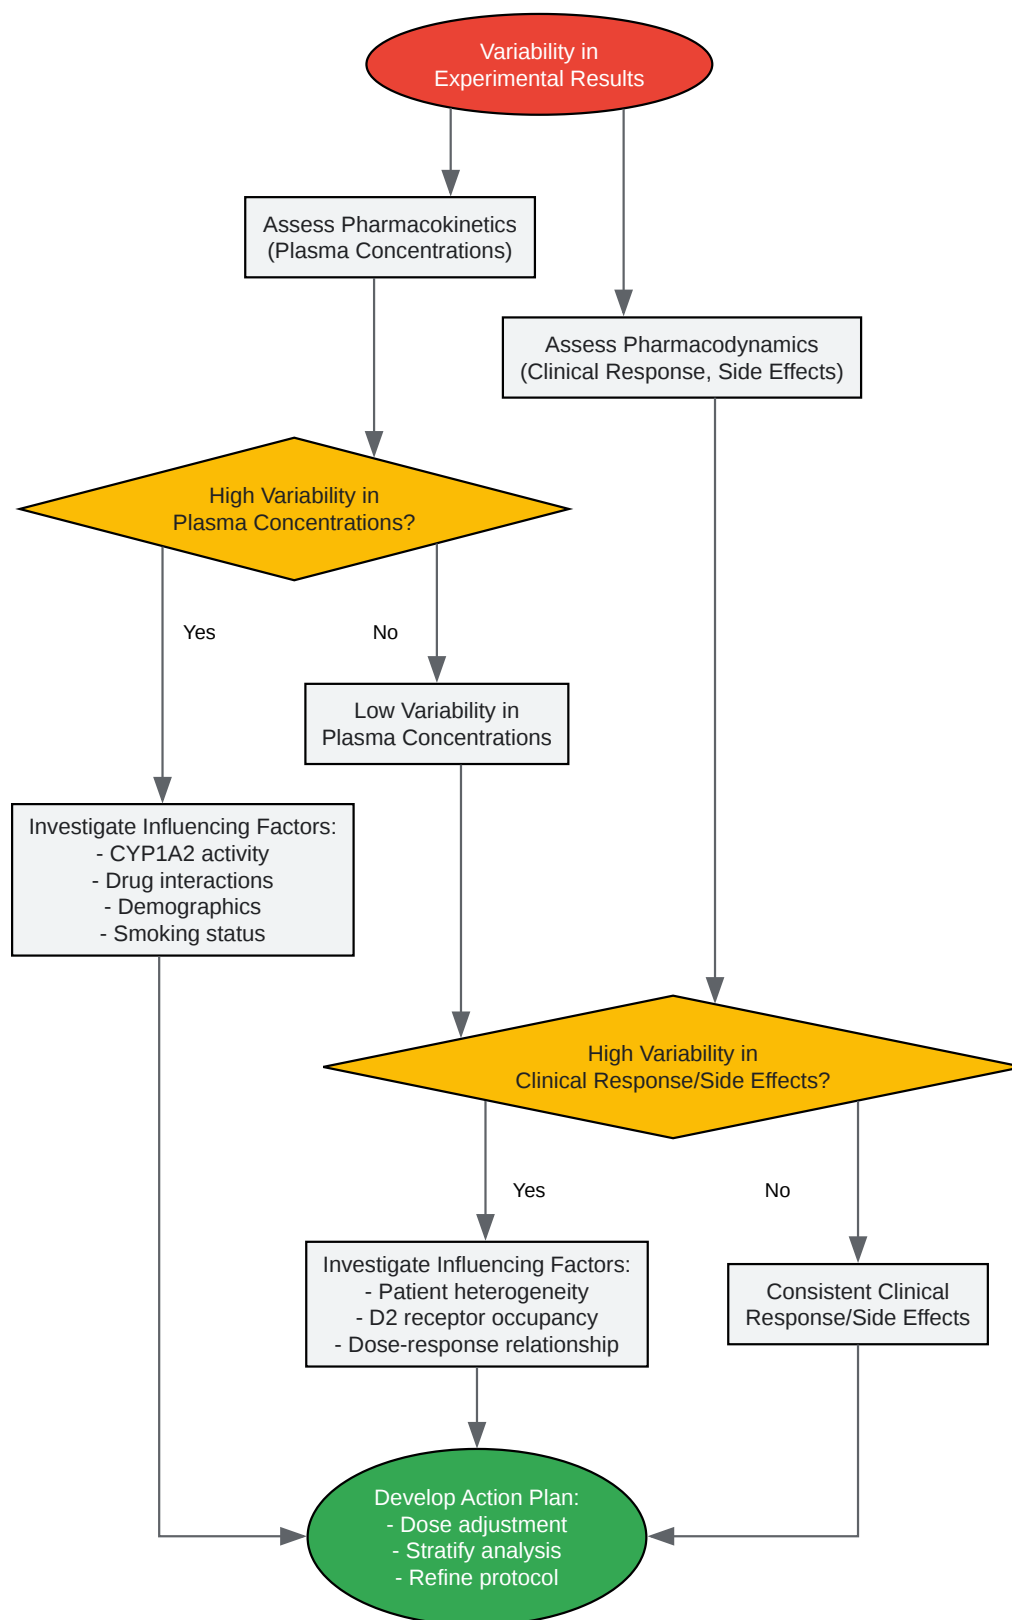 Variability in
Experimental Results
Assess Pharmacokinetics
(Plasma Concentrations)
Assess Pharmacodynamics
(Clinical Response, Side Effects)
High Variability in
Plasma Concentrations?
Yes
No
Low Variability in
Plasma Concentrations
Investigate Influencing Factors:
- CYP1A2 activity
- Drug interactions
- Demographics
- Smoking status
High Variability in
Clinical Response/Side Effects?
Yes
No
Investigate Influencing Factors:
- Patient heterogeneity
- D2 receptor occupancy
- Dose-response relationship
Consistent Clinical
Response/Side Effects
Develop Action Plan:
- Dose adjustment
- Stratify analysis
- Refine protocol